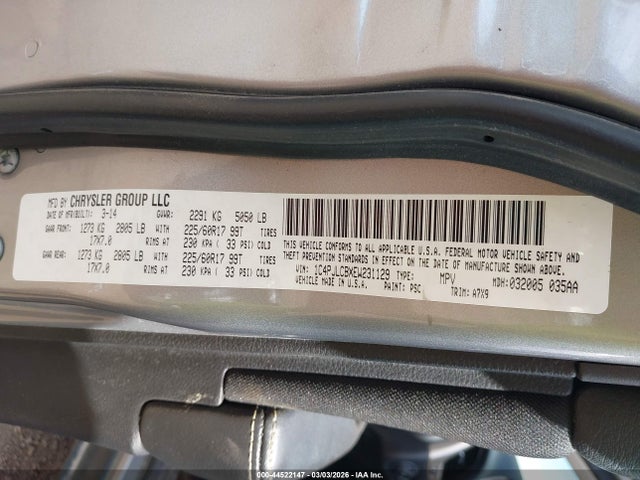 MFD BY CHRYSLER GROUP LLC
DATE OF MFR(BUILT): 3-14 GVWR: 2291 KG 5050 LB
GAWR FRONT: 1273 KG 2805 LB WITH 225/60R17 99T TIRES
17X7.0 RIMS AT 230 KPA ( 33 PSI) COLD
GAWR REAR: 1273 KG 2805 LB WITH 225/60R17 99T TIRES
17X7.0 RIMS AT 230 KPA ( 33 PSI) COLD
THIS VEHICLE CONFORMS TO ALL APPLICABLE U.S.A. FEDERAL MOTOR VEHICLE SAFETY AND
THEFT PREVENTION STANDARDS IN EFFECT ON THE DATE OF MANUFACTURE SHOWN ABOVE.
VIN: 1C4PJLCBXEW231129 TYPE: MPV MDH: 032005 035AA
VEHICLE MADE IN U.S.A. PAINT: PSC TRIM: A7X9
000-44522147 - 03/03/2026 - IAA Inc.